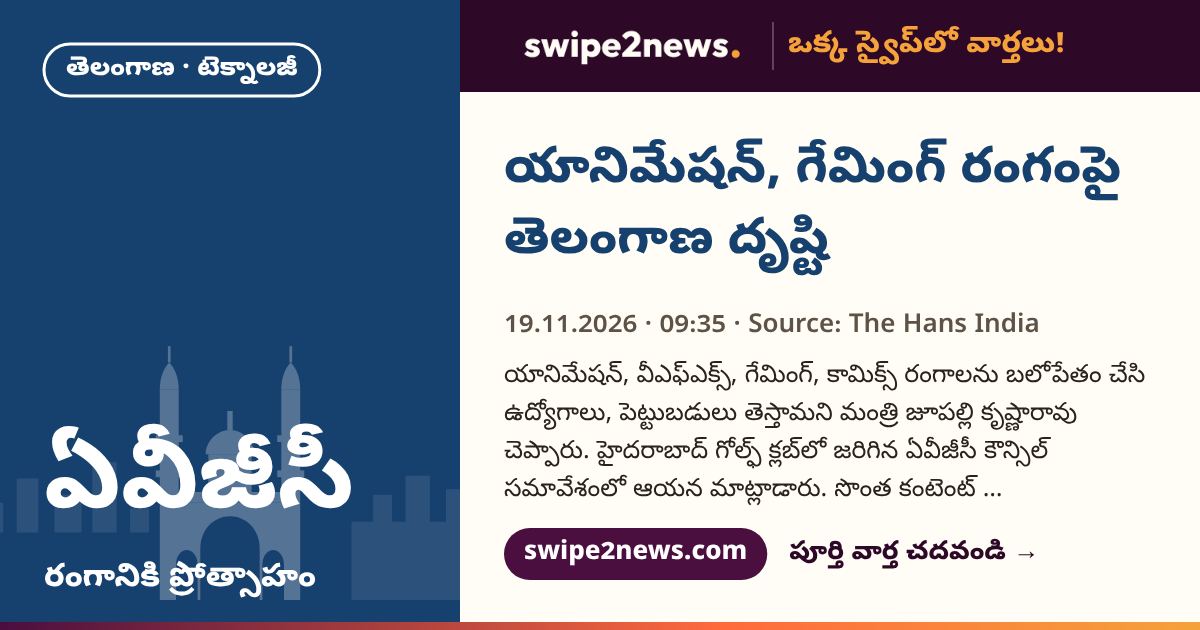 తెలంగాణ · టెక్నాలజీ
ఏవీజీసీ
రంగానికి ప్రోత్సాహం
swipe2news. ఒక్క స్వైప్‌లో వార్తలు!
యానిమేషన్, గేమింగ్ రంగంపై
తెలంగాణ దృష్టి
19.11.2026 · 09:35 · Source: The Hans India
యానిమేషన్, వీఎఫ్ఎక్స్, గేమింగ్, కామిక్స్ రంగాలను బలోపేతం చేసి
ఉద్యోగాలు, పెట్టుబడులు తెస్తామని మంత్రి జూపల్లి కృష్ణారావు
చెప్పారు. హైదరాబాద్ గోల్ఫ్ క్లబ్‌లో జరిగిన ఏవీజీసీ కౌన్సిల్
సమావేశంలో ఆయన మాట్లాడారు. సొంత కంటెంట్ ...
swipe2news.com పూర్తి వార్త చదవండి →